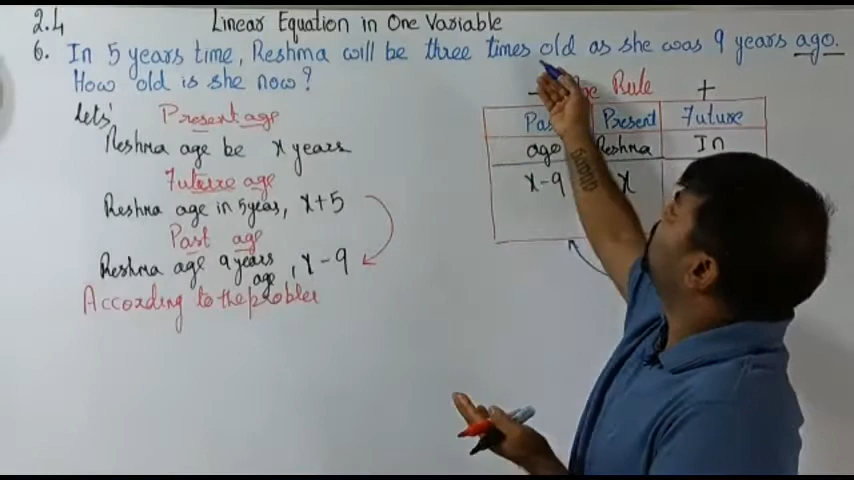 2.4 Linear Equation in One Variable
6. In 5 years time, Reshma will be three times old as she was 9 years ago.
How old is she now?
Rule
- +
let's Present age
Past Present Future
Reshma age be x years
ago Reshma In
Future age
x-9 x
Reshma age in 5 year, x+5
Past age
Reshma age 9 years ago, x-9
According to the problem